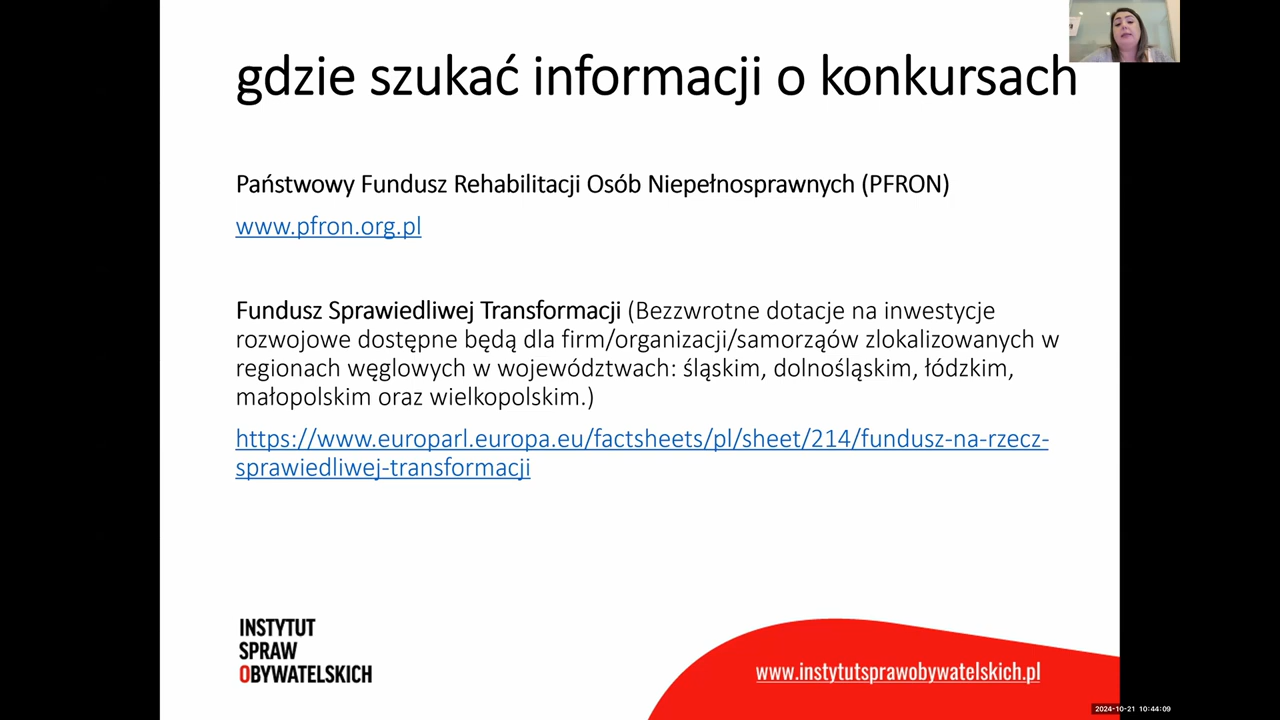 gdzie szukać informacji o konkursach
Państwowy Fundusz Rehabilitacji Osób Niepełnosprawnych (PFRON)
www.pfron.org.pl
Fundusz Sprawiedliwej Transformacji (Bezzwrotne dotacje na inwestycje
rozwojowe dostępne będą dla firm/organizacji/samorząów zlokalizowanych w
regionach węglowych w województwach: śląskim, dolnośląskim, łódzkim,
małopolskim oraz wielkopolskim.)
https://www.europarl.europa.eu/factsheets/pl/sheet/214/fundusz-na-rzecz-
sprawiedliwej-transformacji
INSTYTUT
SPRAW
OBYWATELSKICH
www.instytutsprawobywatelskich.pl
2024-10-21 10:44:09